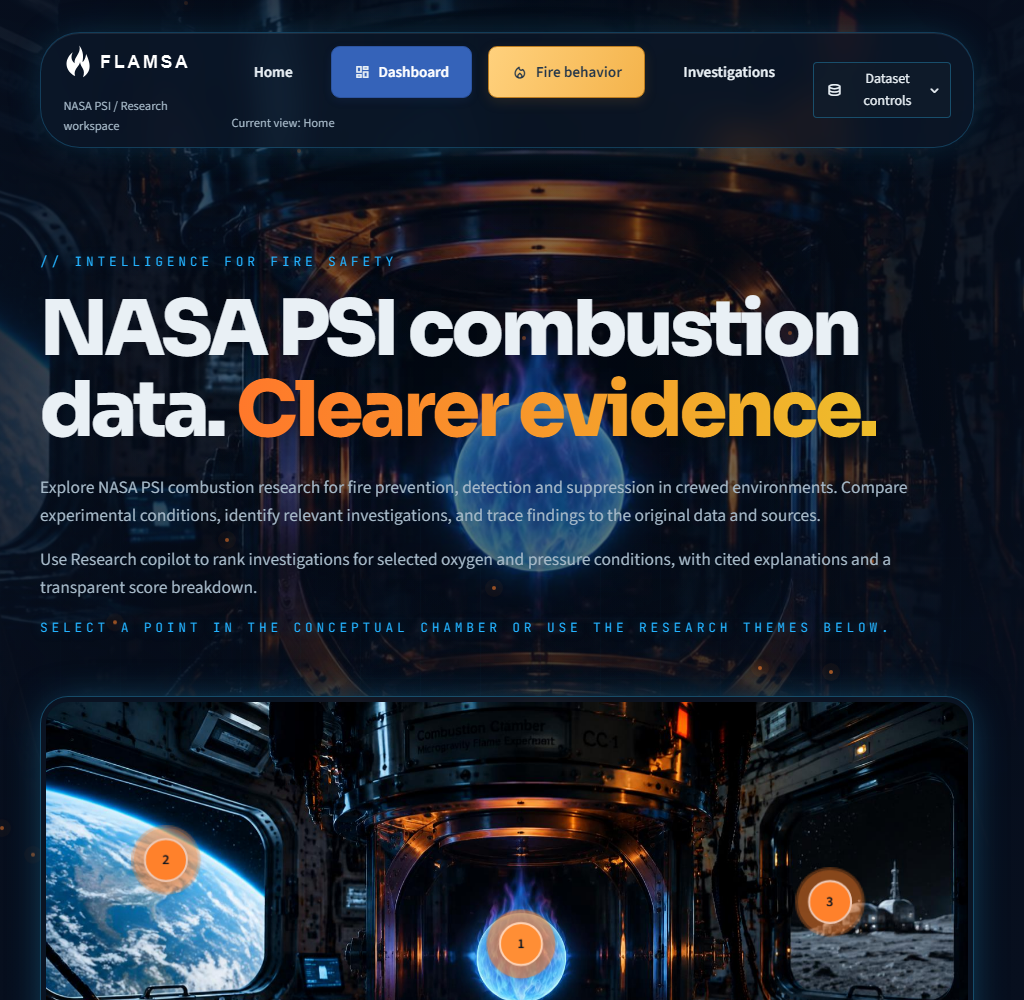 FLAMSA
NASA PSI / Research
workspace
Home
Dashboard
Fire behavior
Investigations
Dataset
controls
Current view: Home
// INTELLIGENCE FOR FIRE SAFETY
NASA PSI combustion
data. Clearer evidence.
Explore NASA PSI combustion research for fire prevention, detection and suppression in crewed environments. Compare
experimental conditions, identify relevant investigations, and trace findings to the original data and sources.
Use Research copilot to rank investigations for selected oxygen and pressure conditions, with cited explanations and a
transparent score breakdown.
SELECT A POINT IN THE CONCEPTUAL CHAMBER OR USE THE RESEARCH THEMES BELOW.
Combustion Chamber
Microgravity Flame Experiment
CC-1
2
3
1